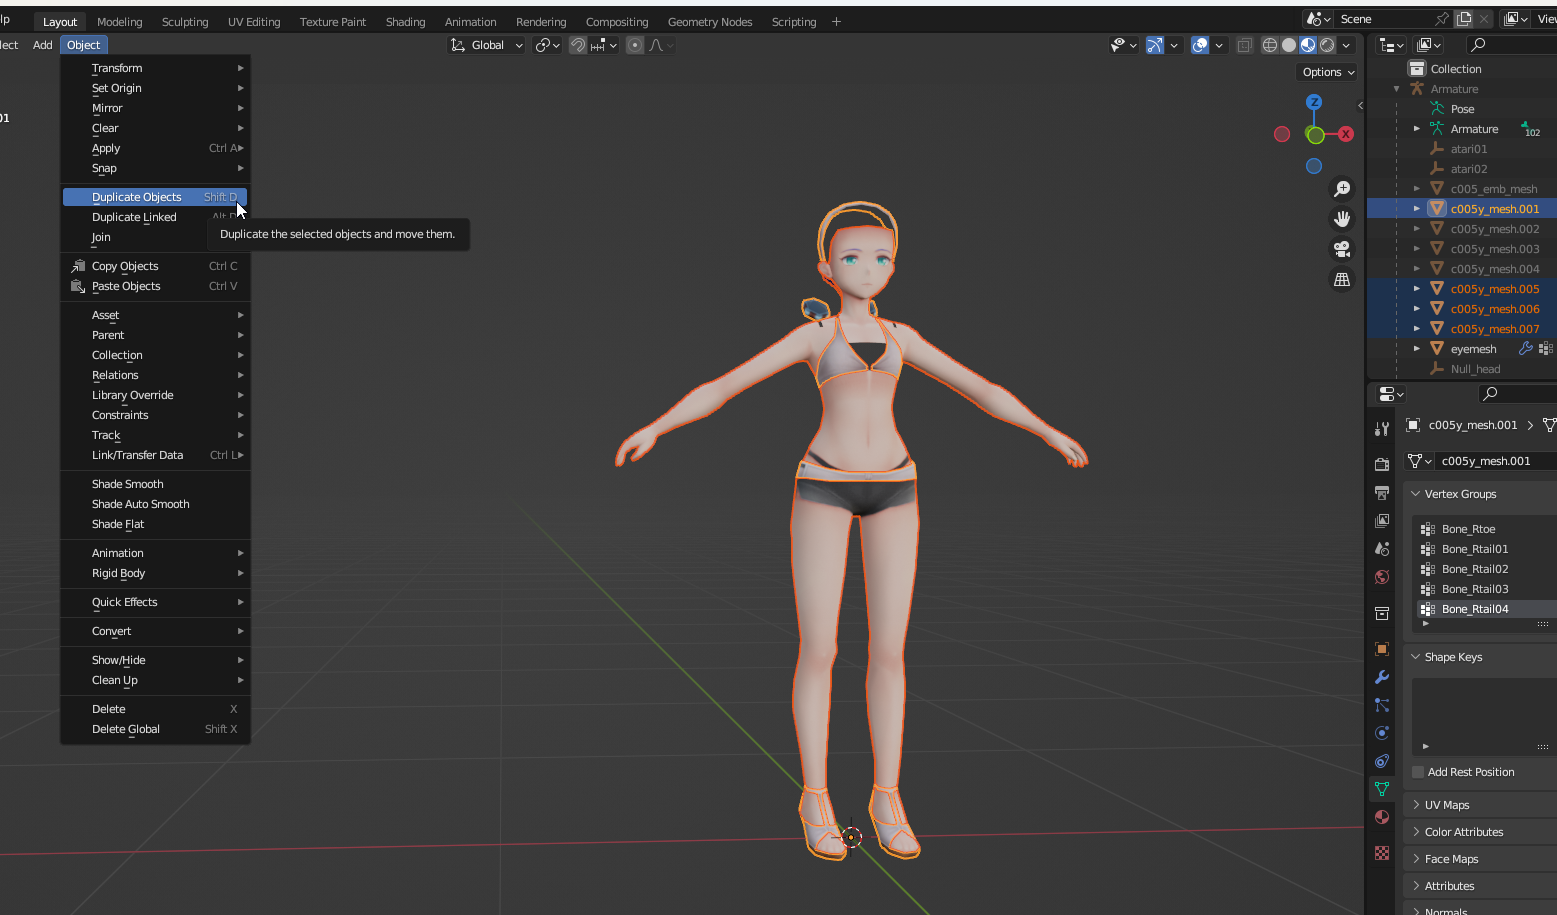 lp Layout Modeling Sculpting UV Editing Texture Paint Shading Animation Rendering Compositing Geometry Nodes Scripting + Scene View
lect Add Object Global
Options
01
Transform
Set Origin
Mirror
Clear
Apply Ctrl A
Snap
Duplicate Objects Shift D
Duplicate Linked Alt D
Duplicate the selected objects and move them.
Join
Copy Objects Ctrl C
Paste Objects Ctrl V
Asset
Parent
Collection
Relations
Library Override
Constraints
Track
Link/Transfer Data Ctrl L
Shade Smooth
Shade Auto Smooth
Shade Flat
Animation
Rigid Body
Quick Effects
Convert
Show/Hide
Clean Up
Delete X
Delete Global Shift X
Z
X
Collection
Armature
Pose
Armature 102
atari01
atari02
c005_emb_mesh
c005y_mesh.001
c005y_mesh.002
c005y_mesh.003
c005y_mesh.004
c005y_mesh.005
c005y_mesh.006
c005y_mesh.007
eyemesh
Null_head
c005y_mesh.001
c005y_mesh.001
Vertex Groups
Bone_Rtoe
Bone_Rtail01
Bone_Rtail02
Bone_Rtail03
Bone_Rtail04
Shape Keys
Add Rest Position
UV Maps
Color Attributes
Face Maps
Attributes
Normals